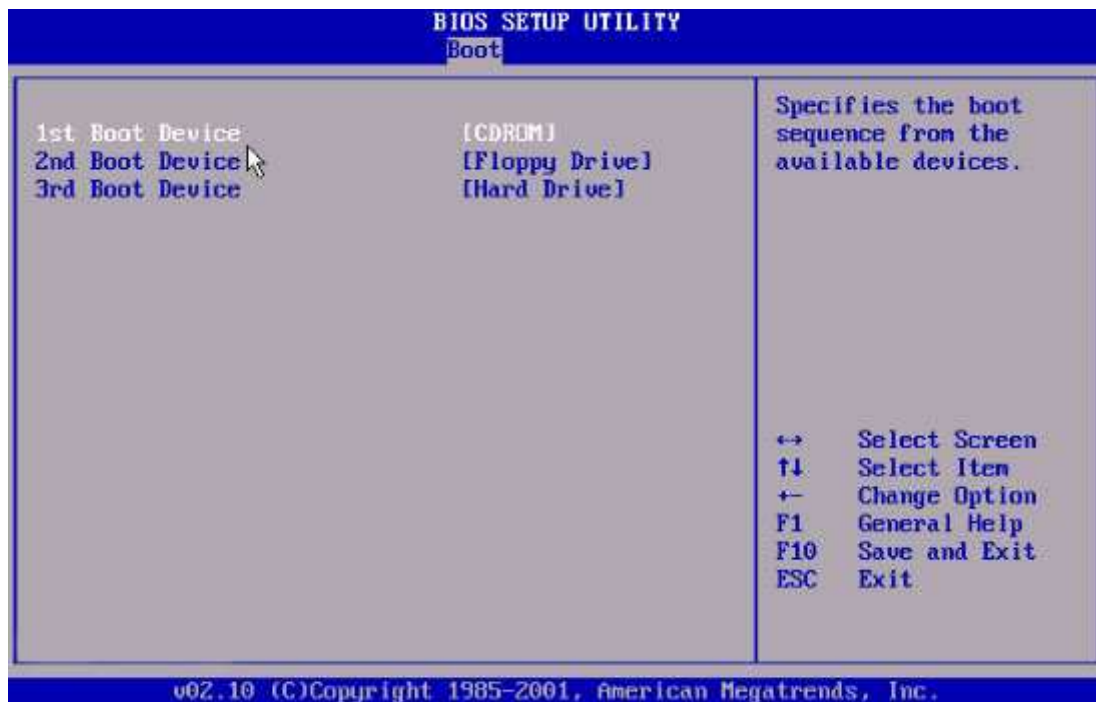 BIOS SETUP UTILITY
Boot
1st Boot Device [CDROM]
2nd Boot Device [Floppy Drive]
3rd Boot Device [Hard Drive]
Specifies the boot
sequence from the
available devices.
↔ Select Screen
↑↓ Select Item
+- Change Option
F1 General Help
F10 Save and Exit
ESC Exit
v02.10 (C)Copyright 1985-2001, American Megatrends, Inc.